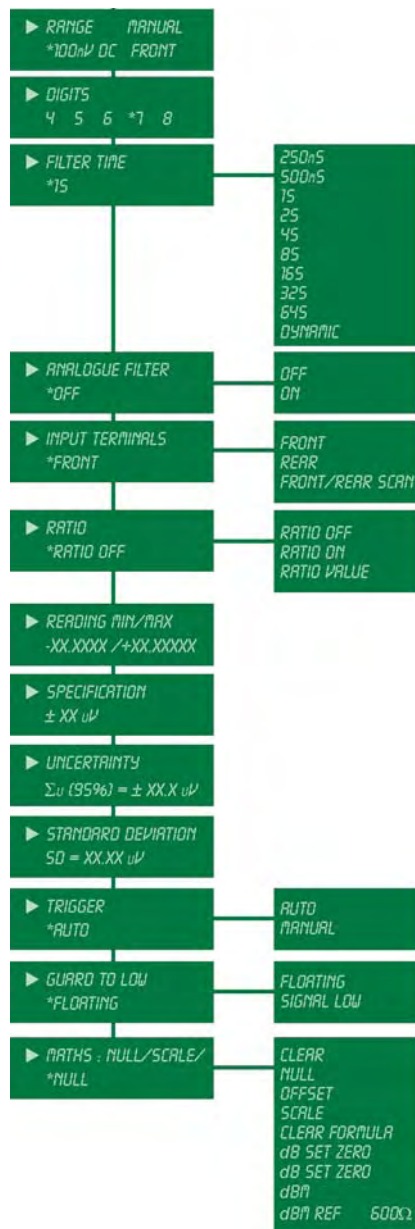 ▶ RANGE MANUAL
*100nV DC FRONT
▶ DIGITS
4 5 6 *7 8
▶ FILTER TIME
*1S
250nS
500nS
1S
2S
4S
8S
16S
32S
64S
DYNAMIC
▶ ANALOGUE FILTER
*OFF
OFF
ON
▶ INPUT TERMINALS
*FRONT
FRONT
REAR
FRONT/REAR SCAN
▶ RATIO
*RATIO OFF
RATIO OFF
RATIO ON
RATIO VALUE
▶ READING MIN/MAX
-XX.XXXX /+XX.XXXXX
▶ SPECIFICATION
± XX uV
▶ UNCERTAINTY
Σu (95%) = ± XX.X uV
▶ STANDARD DEVIATION
SD = XX.XX uV
▶ TRIGGER
*AUTO
AUTO
MANUAL
▶ GUARD TO LOW
*FLOATING
FLOATING
SIGNAL LOW
▶ MATHS : NULL/SCALE/
*NULL
CLEAR
NULL
OFFSET
SCALE
CLEAR FORMULA
dB SET ZERO
dB SET ZERO
dBM
dBM REF 600Ω